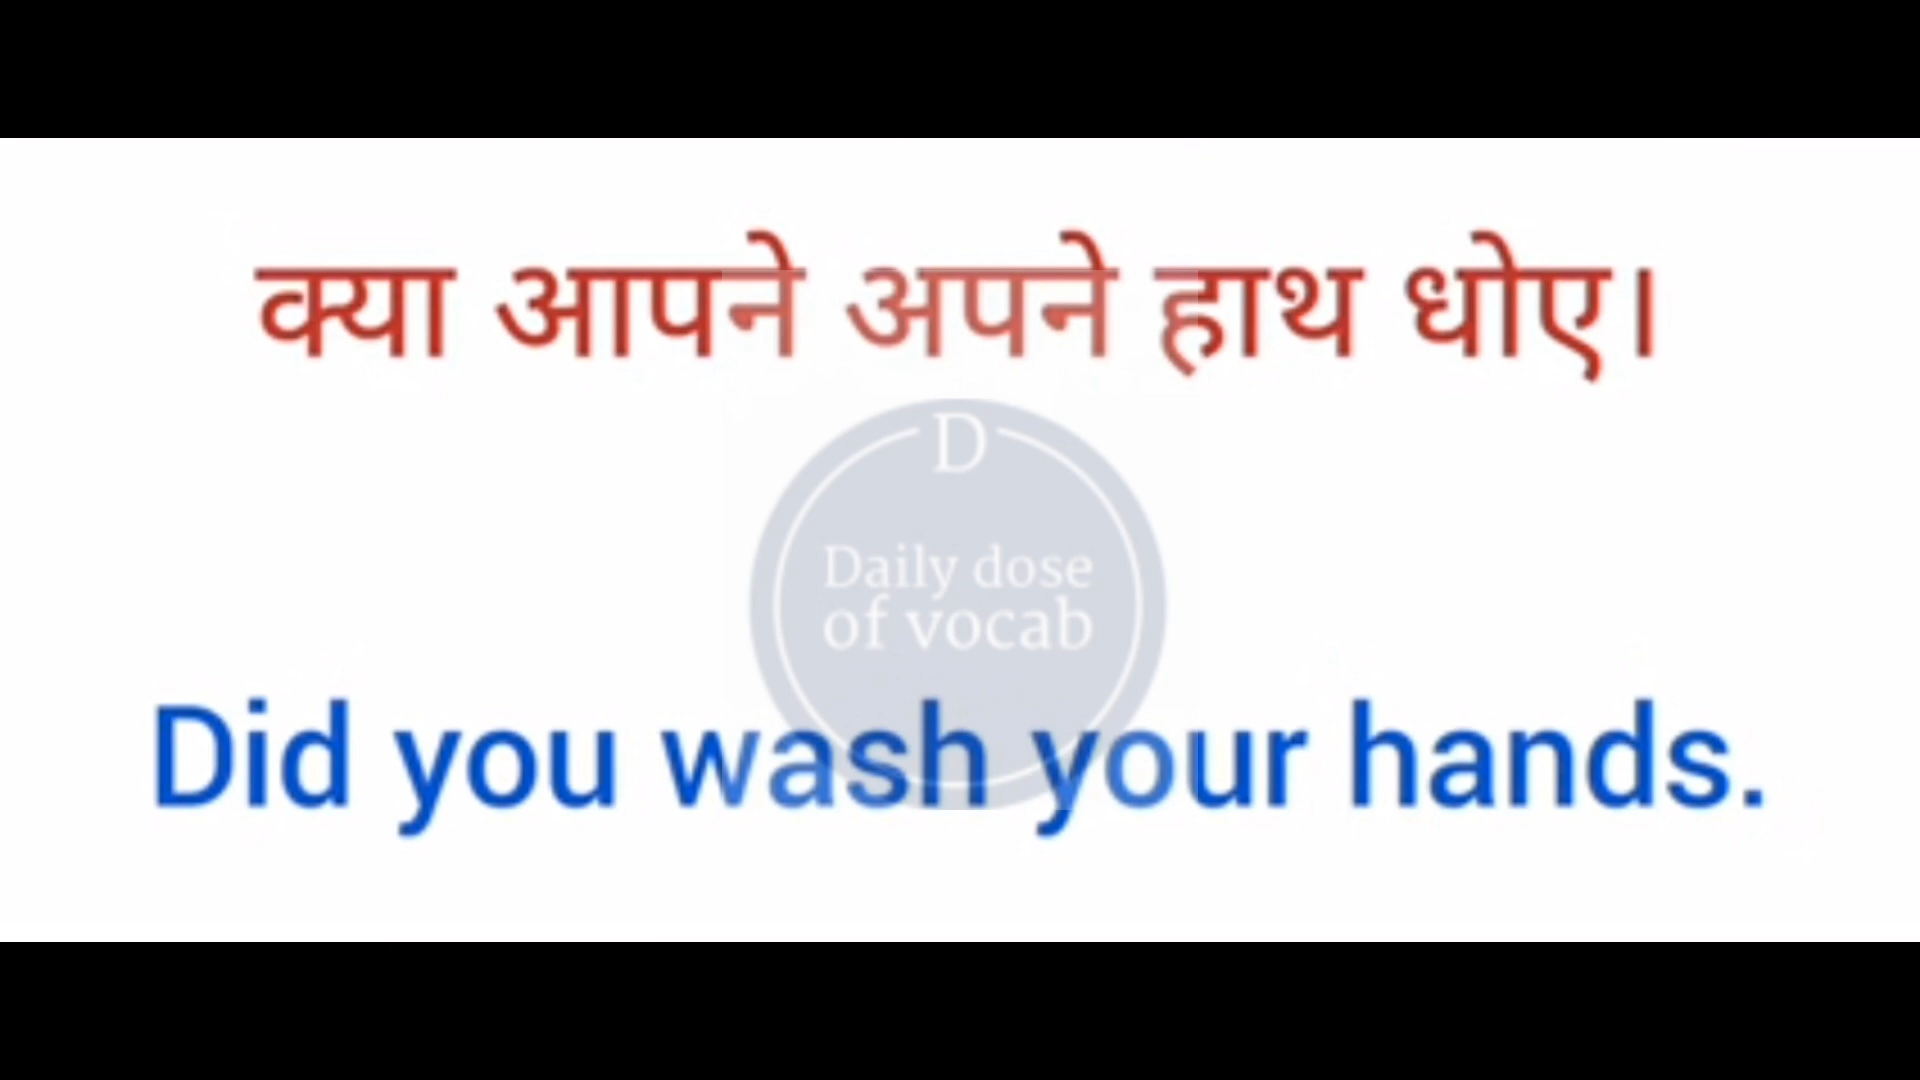 क्या आपने अपने हाथ धोए।
D
Daily dose
of vocab
Did you wash your hands.